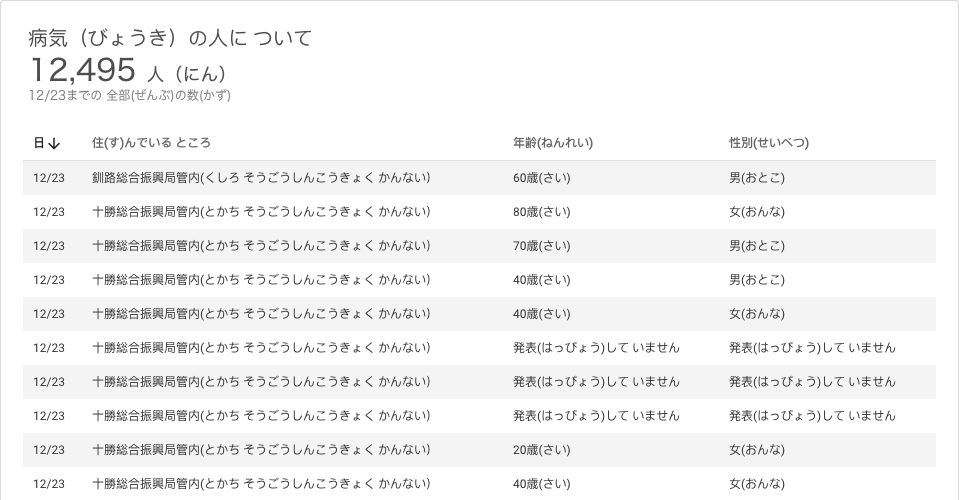 病気（びょうき）の人に ついて
12,495 人（にん）
12/23までの 全部(ぜんぶ)の数(かず)
日↓ 住(す)んでいる ところ 年齢(ねんれい) 性別(せいべつ)
12/23 釧路総合振興局管内(くしろ そうごうしんこうきょく かんない) 60歳(さい) 男(おとこ)
12/23 十勝総合振興局管内(とかち そうごうしんこうきょく かんない) 80歳(さい) 女(おんな)
12/23 十勝総合振興局管内(とかち そうごうしんこうきょく かんない) 70歳(さい) 男(おとこ)
12/23 十勝総合振興局管内(とかち そうごうしんこうきょく かんない) 40歳(さい) 男(おとこ)
12/23 十勝総合振興局管内(とかち そうごうしんこうきょく かんない) 40歳(さい) 女(おんな)
12/23 十勝総合振興局管内(とかち そうごうしんこうきょく かんない) 発表(はっぴょう)して いません 発表(はっぴょう)して いません
12/23 十勝総合振興局管内(とかち そうごうしんこうきょく かんない) 発表(はっぴょう)して いません 発表(はっぴょう)して いません
12/23 十勝総合振興局管内(とかち そうごうしんこうきょく かんない) 発表(はっぴょう)して いません 発表(はっぴょう)して いません
12/23 十勝総合振興局管内(とかち そうごうしんこうきょく かんない) 20歳(さい) 女(おんな)
12/23 十勝総合振興局管内(とかち そうごうしんこうきょく かんない) 40歳(さい) 女(おんな)